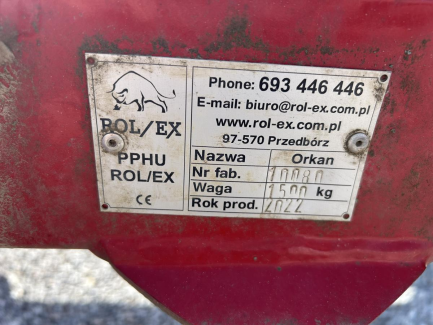 ROL/EX
PPHU
ROL/EX
CE
Phone: 693 446 446
E-mail: biuro@rol-ex.com.pl
www.rol-ex.com.pl
97-570 Przedbórz
Nazwa Orkan
Nr fab. 10080
Waga 1500 kg
Rok prod. 2022